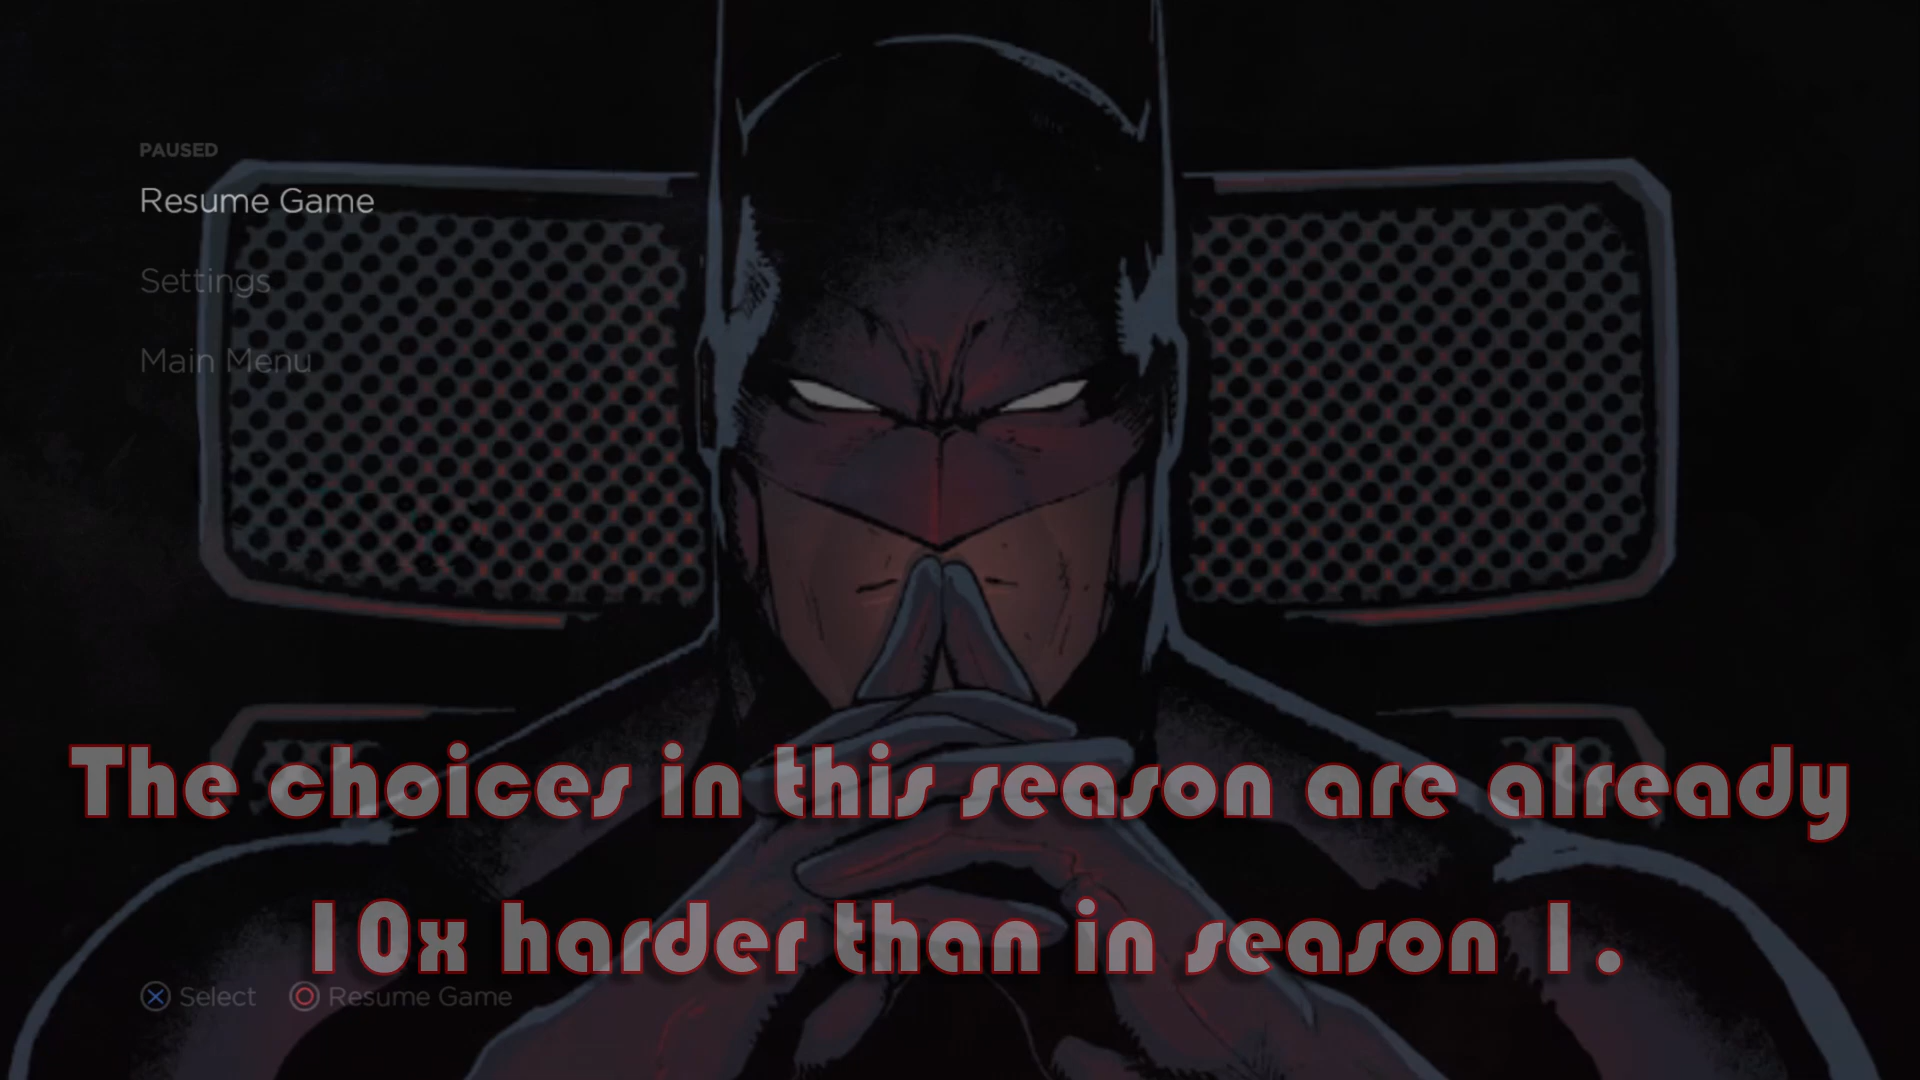 PAUSED
Resume Game
Settings
Main Menu
The choices in this season are already
10x harder than in season 1.
Select Resume Game